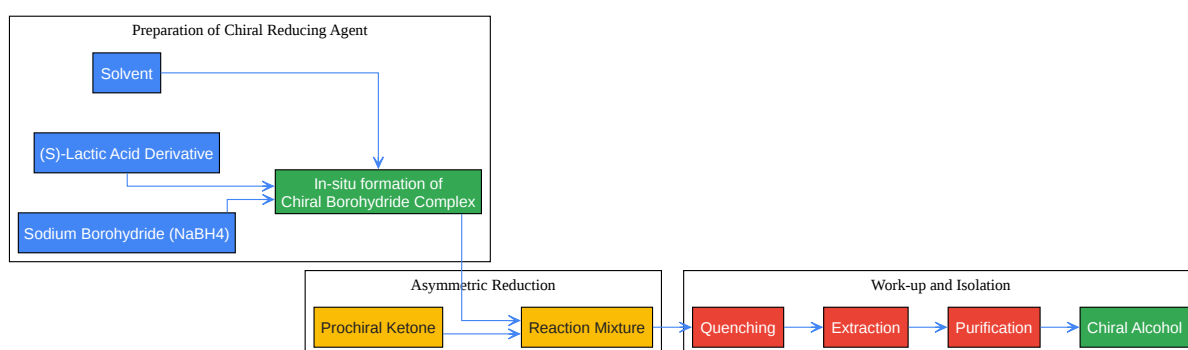 Preparation of Chiral Reducing Agent
Solvent
(S)-Lactic Acid Derivative
In-situ formation of
Chiral Borohydride Complex
Sodium Borohydride (NaBH4)
Asymmetric Reduction
Prochiral Ketone
Reaction Mixture
Work-up and Isolation
Quenching
Extraction
Purification
Chiral Alcohol